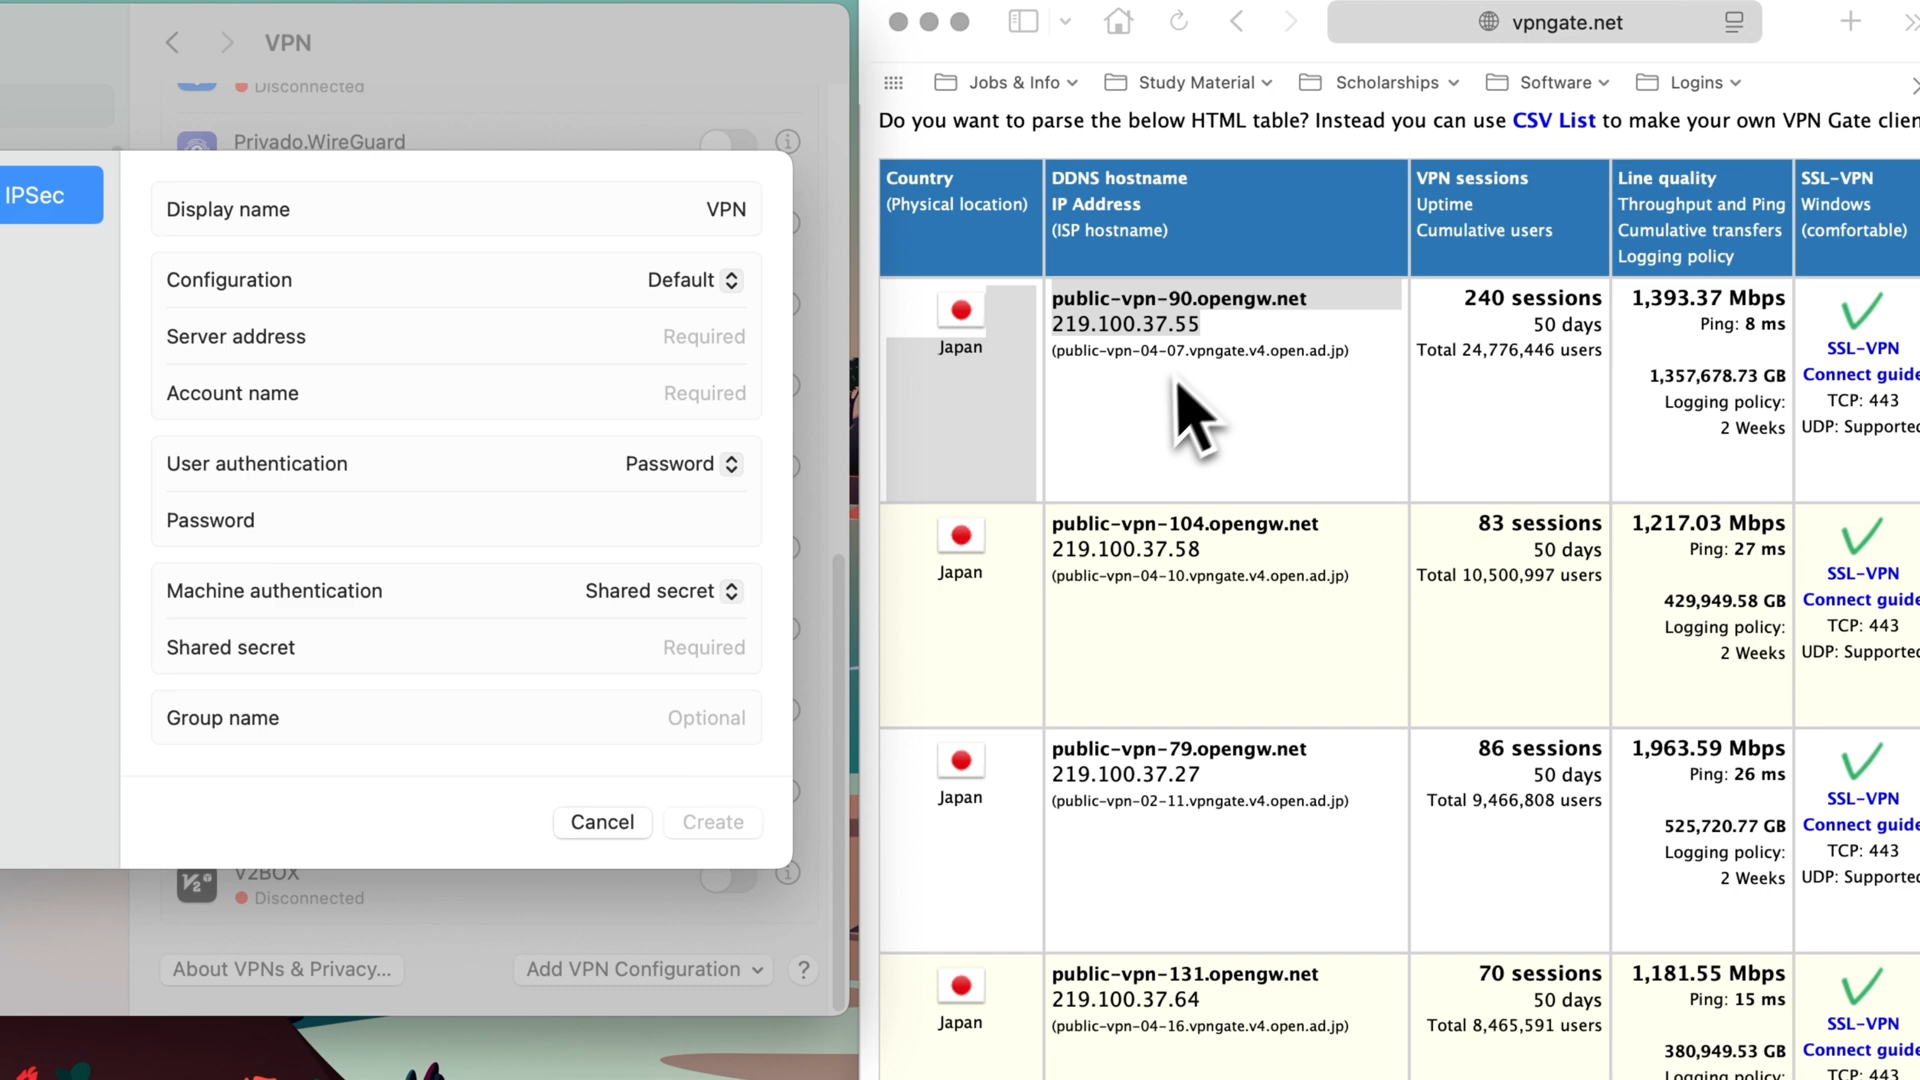 VPN
Disconnected
Privado.WireGuard
IPSec
Display name VPN
Configuration Default
Server address Required
Account name Required
User authentication Password
Password
Machine authentication Shared secret
Shared secret Required
Group name Optional
Cancel Create
V2BOX
Disconnected
About VPNs & Privacy...
Add VPN Configuration
?
vpngate.net
Jobs & Info Study Material Scholarships Software Logins
Do you want to parse the below HTML table? Instead you can use CSV List to make your own VPN Gate
Country
(Physical location)
DDNS hostname
IP Address
(ISP hostname)
VPN sessions
Uptime
Cumulative users
Line quality
Throughput and Ping
Cumulative transfers
Logging policy
SSL-VPN
Windows
(comfortable)
Japan
public-vpn-90.opengw.net
219.100.37.55
(public-vpn-04-07.vpngate.v4.open.ad.jp)
240 sessions
50 days
Total 24,776,446 users
1,393.37 Mbps
Ping: 8 ms
1,357,678.73 GB
Logging policy:
2 Weeks
SSL-VPN
Connect guide
TCP: 443
UDP: Supported
Japan
public-vpn-104.opengw.net
219.100.37.58
(public-vpn-04-10.vpngate.v4.open.ad.jp)
83 sessions
50 days
Total 10,500,997 users
1,217.03 Mbps
Ping: 27 ms
429,949.58 GB
Logging policy:
2 Weeks
SSL-VPN
Connect guide
TCP: 443
UDP: Supported
Japan
public-vpn-79.opengw.net
219.100.37.27
(public-vpn-02-11.vpngate.v4.open.ad.jp)
86 sessions
50 days
Total 9,466,808 users
1,963.59 Mbps
Ping: 26 ms
525,720.77 GB
Logging policy:
2 Weeks
SSL-VPN
Connect guide
TCP: 443
UDP: Supported
Japan
public-vpn-131.opengw.net
219.100.37.64
(public-vpn-04-16.vpngate.v4.open.ad.jp)
70 sessions
50 days
Total 8,465,591 users
1,181.55 Mbps
Ping: 15 ms
380,949.53 GB
Logging policy:
SSL-VPN
Connect guide
TCP: 443